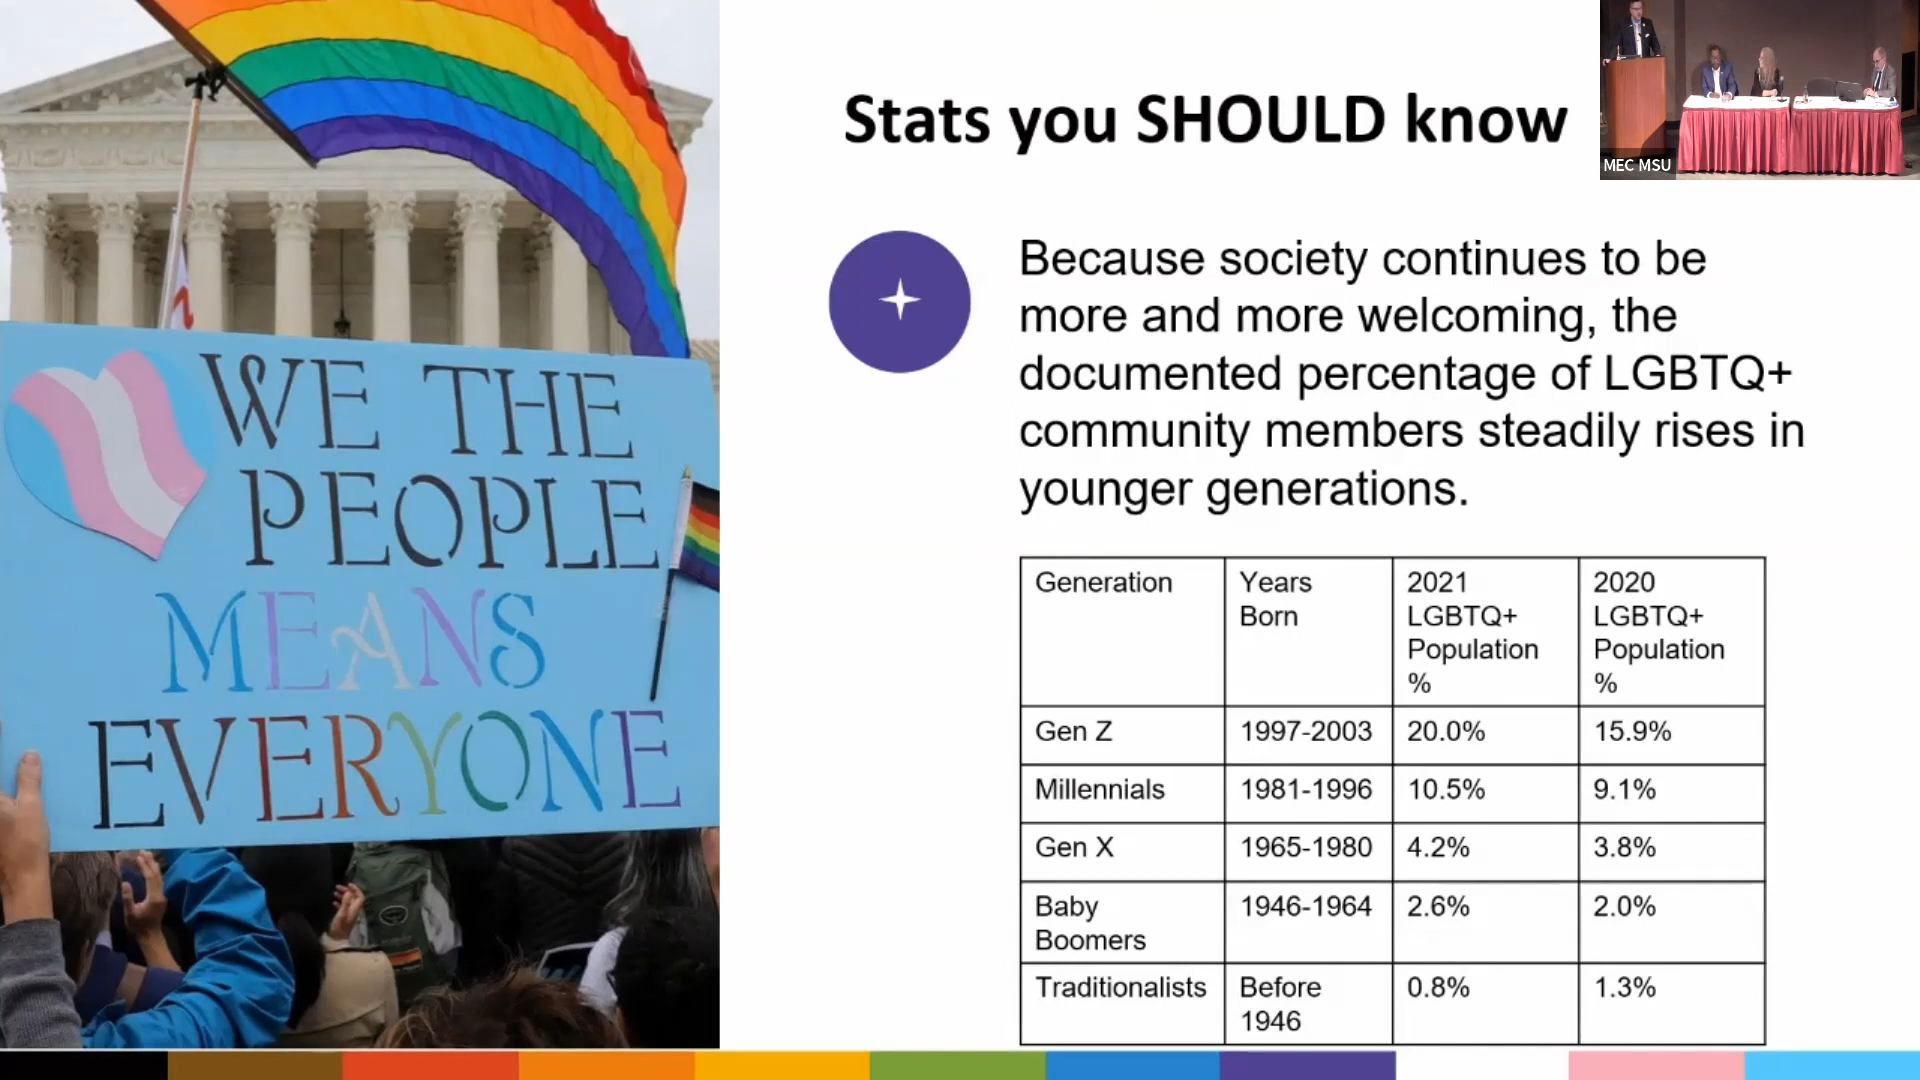 Stats you SHOULD know
MEC MSU
WE THE
PEOPLE
MEANS
EVERYONE
Because society continues to be
more and more welcoming, the
documented percentage of LGBTQ+
community members steadily rises in
younger generations.
Generation Years Born 2021 LGBTQ+ Population % 2020 LGBTQ+ Population %
Gen Z 1997-2003 20.0% 15.9%
Millennials 1981-1996 10.5% 9.1%
Gen X 1965-1980 4.2% 3.8%
Baby Boomers 1946-1964 2.6% 2.0%
Traditionalists Before 1946 0.8% 1.3%